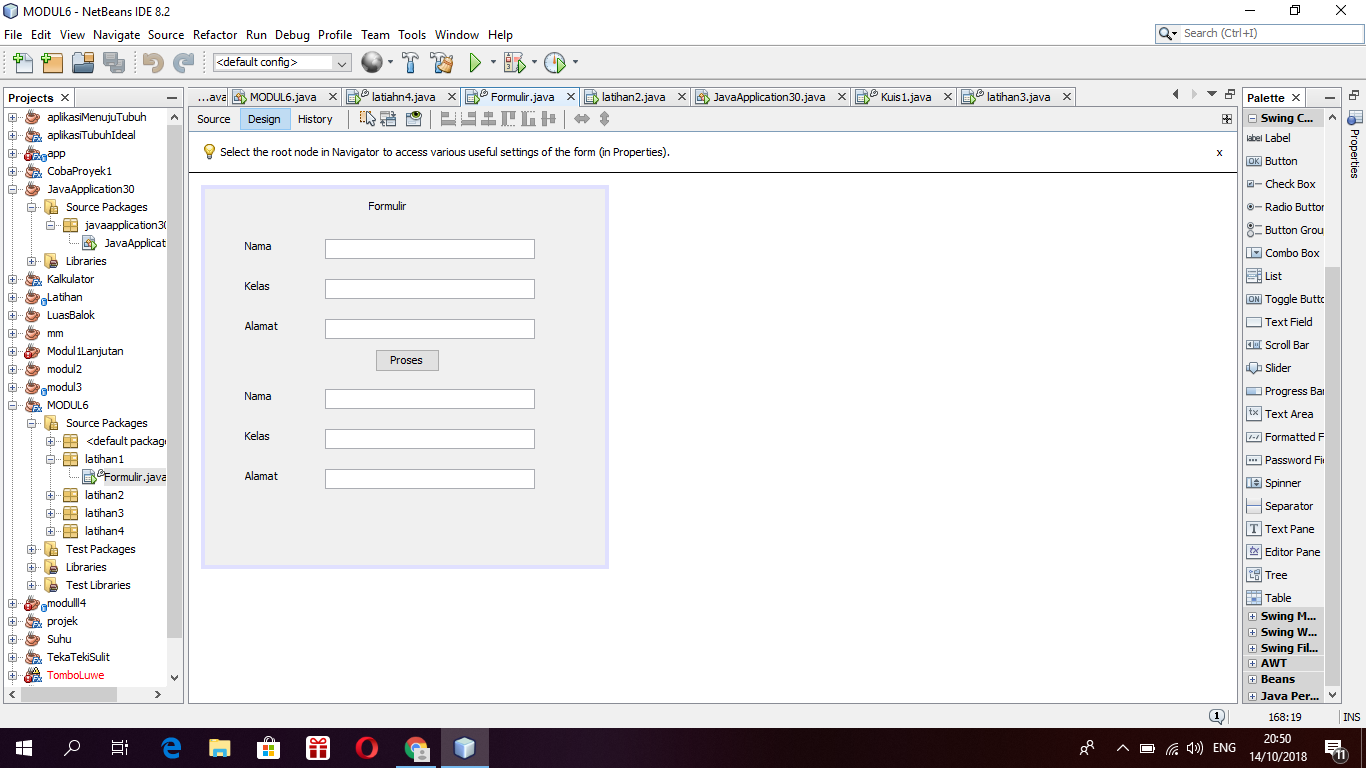 MODUL6 - NetBeans IDE 8.2
File Edit View Navigate Source Refactor Run Debug Profile Team Tools Window Help
Search (Ctrl+I)
<default config>
Projects
...ava MODUL6.java latiahn4.java Formulir.java latihan2.java JavaApplication30.java Kuis1.java latihan3.java
Palette
Source Design History
Select the root node in Navigator to access various useful settings of the form (in Properties).
x
aplikasiMenujuTubuh
aplikasiTubuhIdeal
app
CobaProyek1
JavaApplication30
Source Packages
javaapplication30
JavaApplicat
Libraries
Kalkulator
Latihan
LuasBalok
mm
Modul1Lanjutan
modul2
modul3
MODUL6
Source Packages
<default package
latihan1
Formulir.java
latihan2
latihan3
latihan4
Test Packages
Libraries
Test Libraries
modulll4
projek
Suhu
TekaTekiSulit
TomboLuwe
Formulir
Nama
Kelas
Alamat
Proses
Nama
Kelas
Alamat
Swing C...
label Label
OK Button
Check Box
Radio Button
Button Grou
Combo Box
List
ON Toggle Butto
Text Field
Scroll Bar
Slider
Progress Bar
Text Area
Formatted F
Password Fie
Spinner
Separator
Text Pane
Editor Pane
Tree
Table
Swing M...
Swing W...
Swing Fil...
AWT
Beans
Java Per...
Properties
1
168:19
INS
ENG
20:50
14/10/2018
11